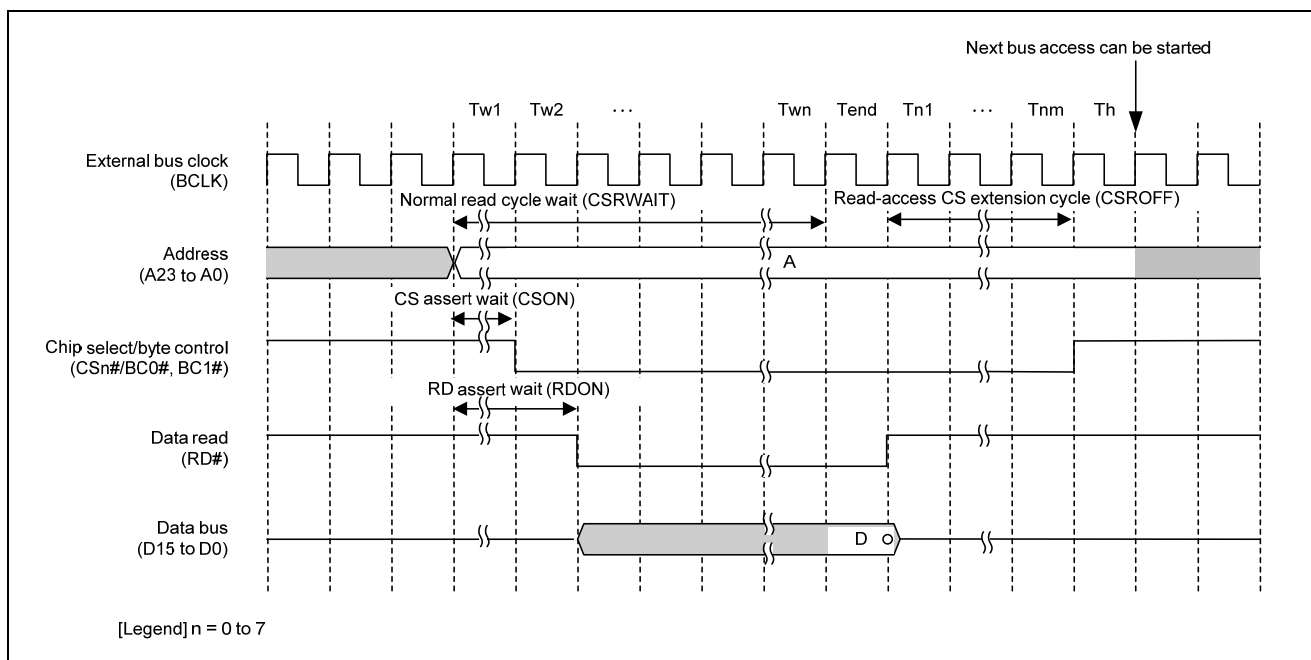 Next bus access can be started
Tw1 Tw2 ··· Twn Tend Tn1 ··· Tnm Th
External bus clock
(BCLK)
Normal read cycle wait (CSRWAIT)
Read-access CS extension cycle (CSROFF)
Address
(A23 to A0)
A
CS assert wait (CSON)
Chip select/byte control
(CSn#/BC0#, BC1#)
RD assert wait (RDON)
Data read
(RD#)
Data bus
(D15 to D0)
D
[Legend] n = 0 to 7